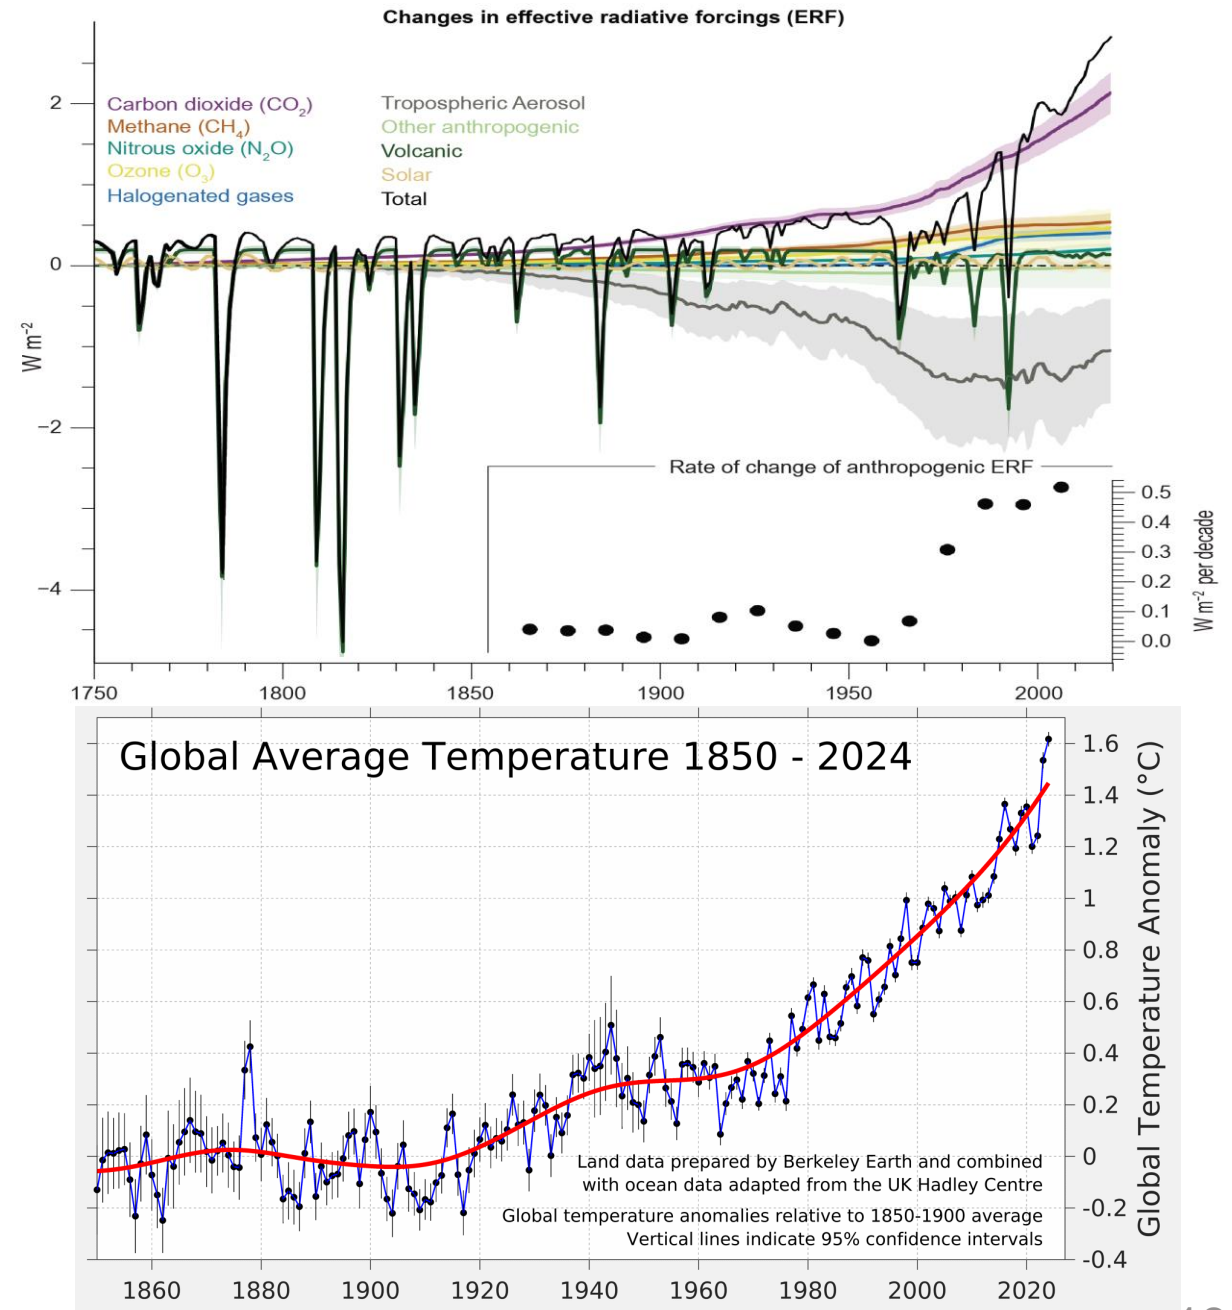 Changes in effective radiative forcings (ERF)
Carbon dioxide (CO₂)
Methane (CH₄)
Nitrous oxide (N₂O)
Ozone (O₃)
Halogenated gases
Tropospheric Aerosol
Other anthropogenic
Volcanic
Solar
Total
2
0
−2
−4
W m⁻²
Rate of change of anthropogenic ERF
0.5
0.4
0.3
0.2
0.1
0.0
W m⁻² per decade
1750 1800 1850 1900 1950 2000
Global Average Temperature 1850 - 2024
1.6
1.4
1.2
1
0.8
0.6
0.4
0.2
0
-0.2
-0.4
Global Temperature Anomaly (°C)
Land data prepared by Berkeley Earth and combined
with ocean data adapted from the UK Hadley Centre
Global temperature anomalies relative to 1850-1900 average
Vertical lines indicate 95% confidence intervals
1860 1880 1900 1920 1940 1960 1980 2000 2020